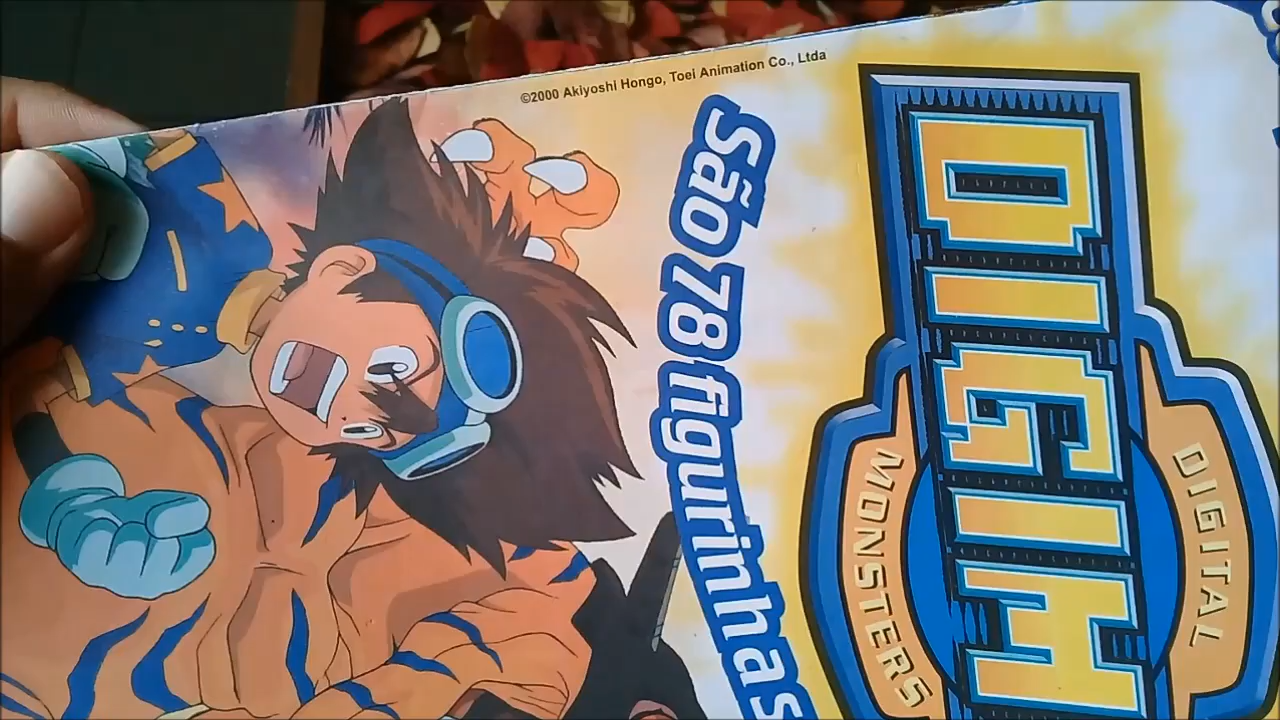 ©2000 Akiyoshi Hongo, Toei Animation Co., Ltda
São 78 figurinhas
DIGIM
DIGITAL
MONSTERS